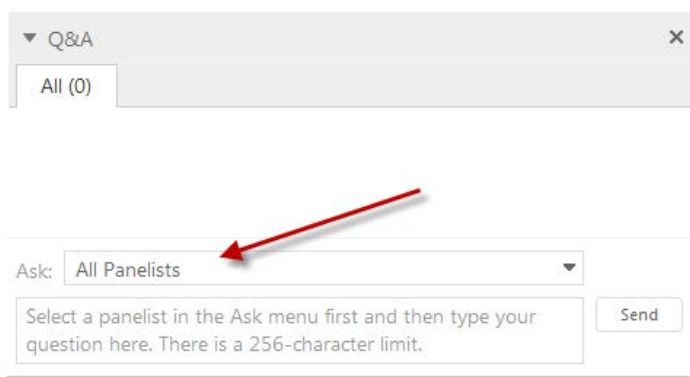 Q&A
All (0)
Ask: All Panelists
Select a panelist in the Ask menu first and then type your
question here. There is a 256-character limit.
Send